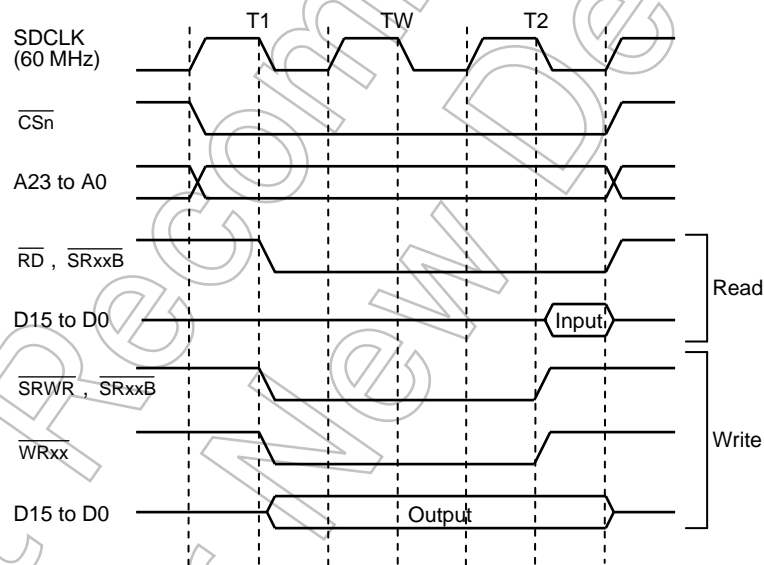 T1 TW T2
SDCLK
(60 MHz)
CSn
A23 to A0
RD , SRxxB
Read
D15 to D0 Input
SRWR , SRxxB
Write
WRxx
D15 to D0 Output